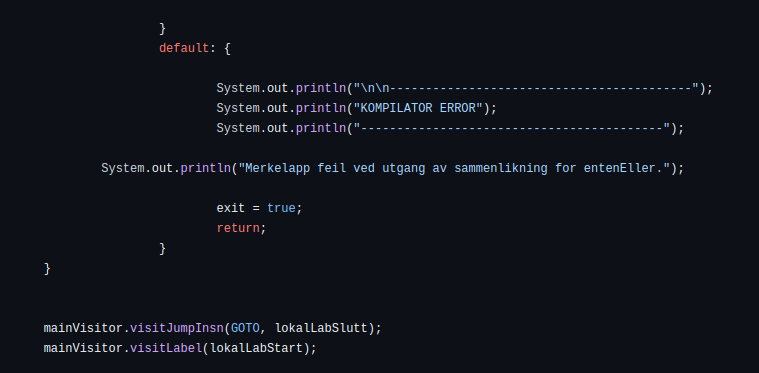 }
default: {
System.out.println("\n\n------------------------------------------");
System.out.println("KOMPILATOR ERROR");
System.out.println("------------------------------------------");
System.out.println("Merkelapp feil ved utgang av sammenlikning for entenEller.");
exit = true;
return;
}
}
mainVisitor.visitJumpInsn(GOTO, lokalLabSlutt);
mainVisitor.visitLabel(lokalLabStart);